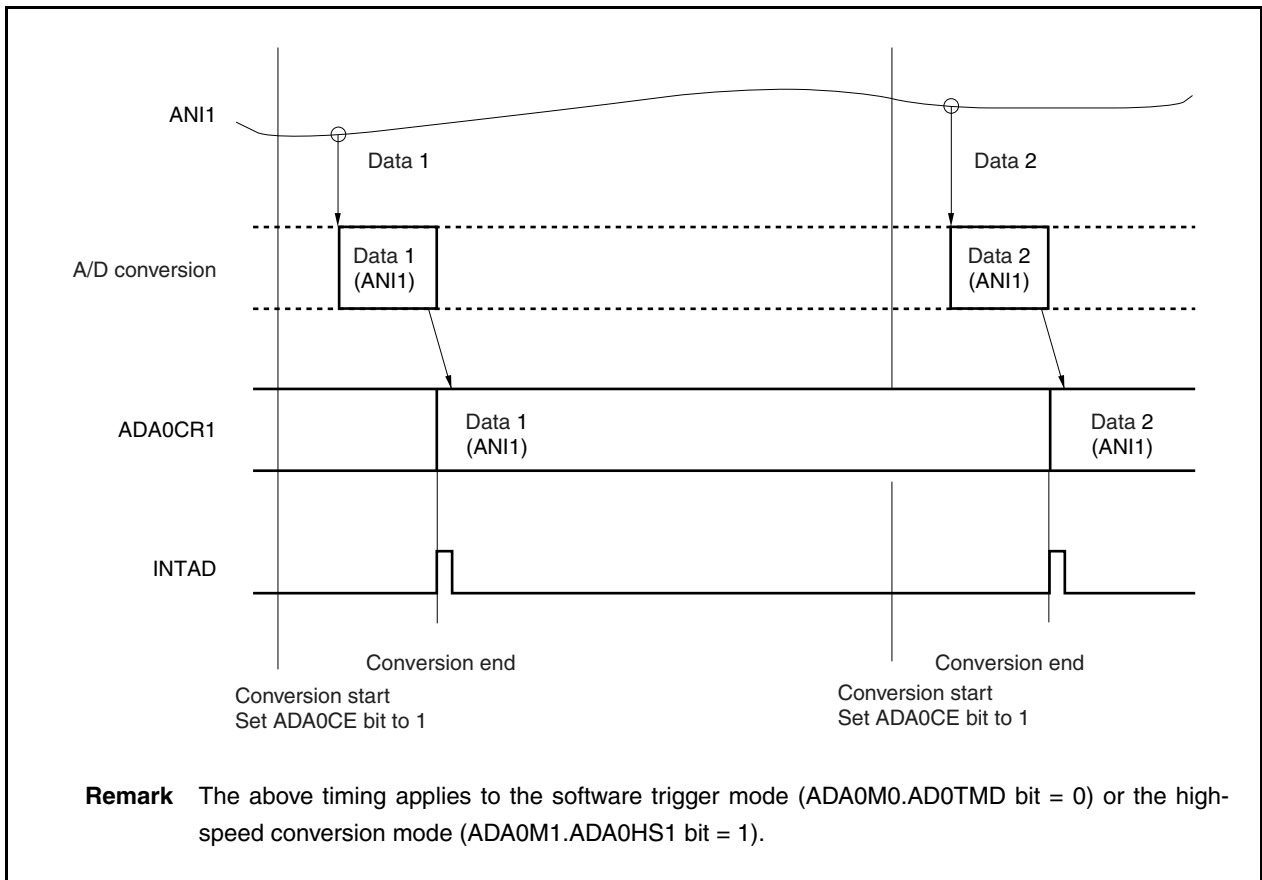 ANI1
Data 1
Data 2
A/D conversion
Data 1
(ANI1)
Data 2
(ANI1)
ADA0CR1
Data 1
(ANI1)
Data 2
(ANI1)
INTAD
Conversion end
Conversion end
Conversion start
Set ADA0CE bit to 1
Conversion start
Set ADA0CE bit to 1
Remark The above timing applies to the software trigger mode (ADA0M0.AD0TMD bit = 0) or the high-
speed conversion mode (ADA0M1.ADA0HS1 bit = 1).